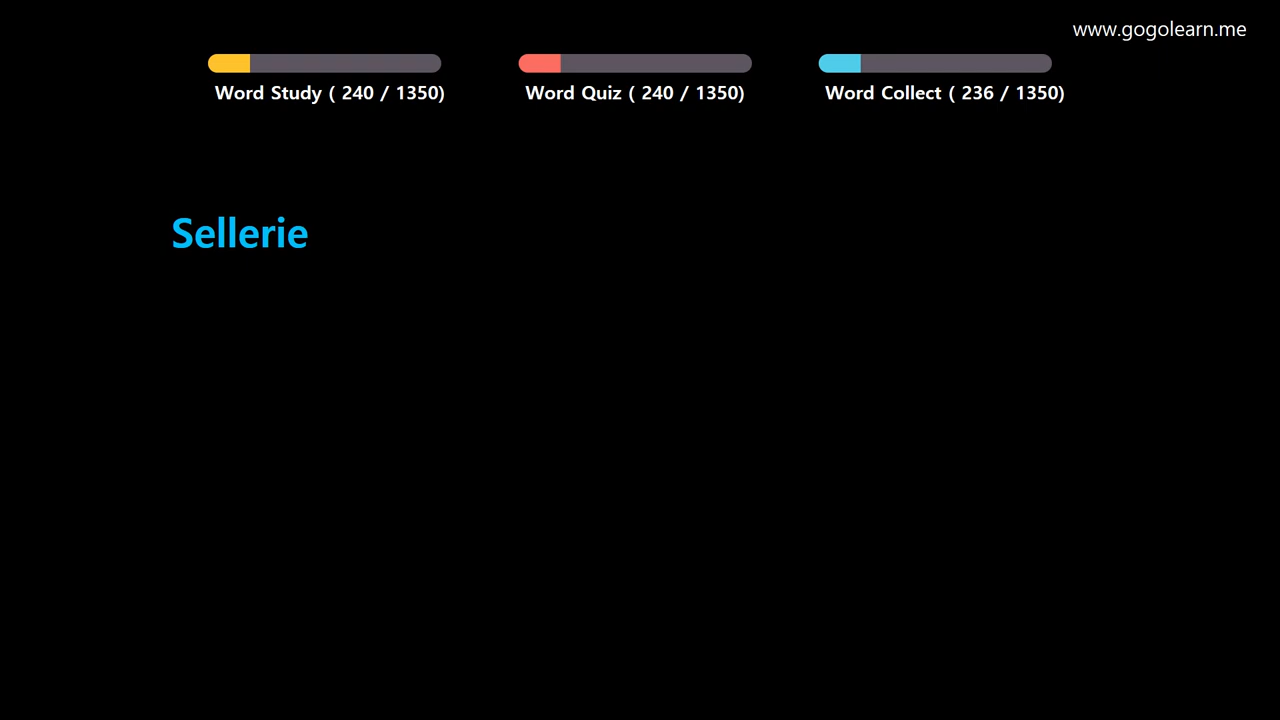 www.gogolearn.me
Word Study ( 240 / 1350)
Word Quiz ( 240 / 1350)
Word Collect ( 236 / 1350)
Sellerie